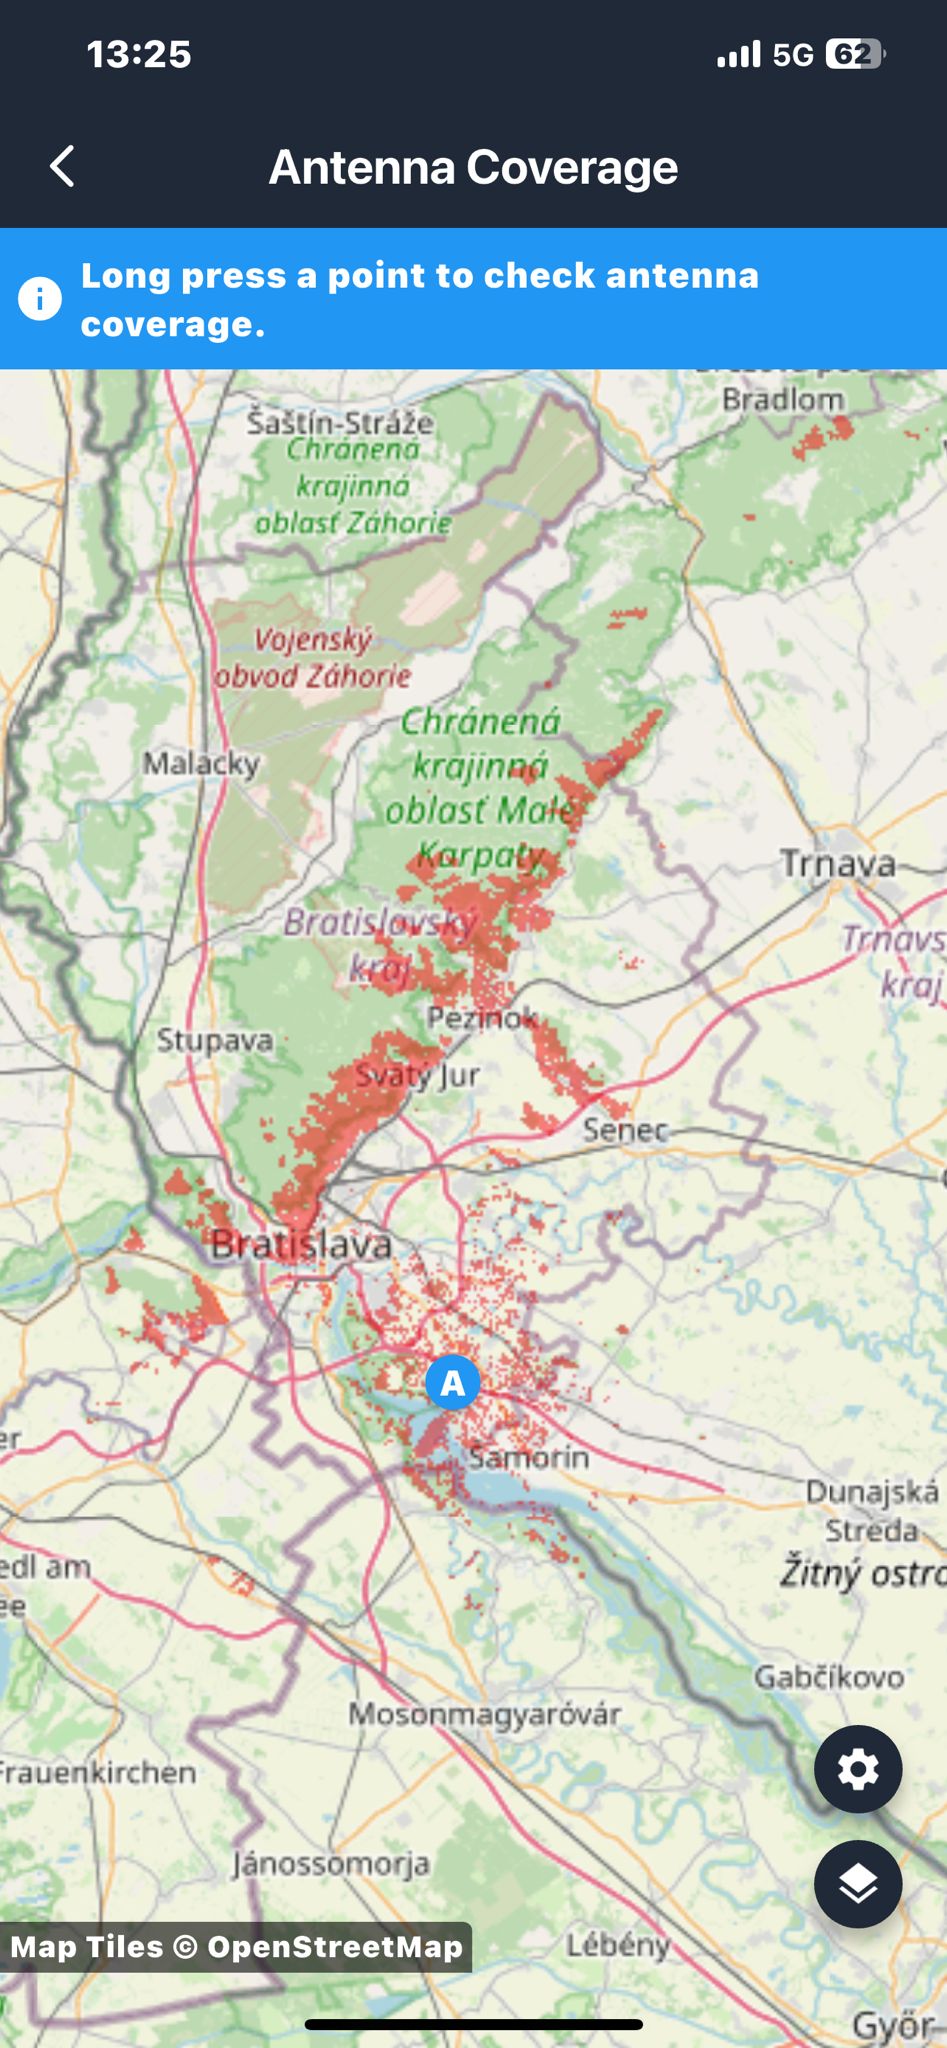 13:25
5G 62
Antenna Coverage
Long press a point to check antenna
coverage.
Bradlom
Šaštín-Stráže
Chránená
krajinná
oblasť Záhorie
Vojenský
obvod Záhorie
Chránená
krajinná
oblasť Malé
Karpaty
Malacky
Trnava
Bratislavský
kraj
Trnavs
kraj
Pezinok
Stupava
Svätý Jur
Senec
Bratislava
A
Šamorín
er
Dunajská
Streda
Žitný ostro
edl am
ee
Gabčíkovo
Mosonmagyaróvár
Frauenkirchen
Jánossomorja
Map Tiles © OpenStreetMap
Lébény
Győr